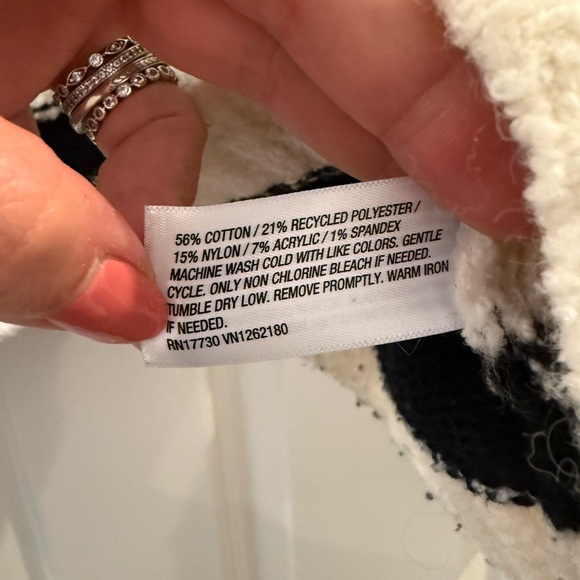 56% COTTON / 21% RECYCLED POLYESTER /
15% NYLON / 7% ACRYLIC / 1% SPANDEX
MACHINE WASH COLD WITH LIKE COLORS. GENTLE
CYCLE. ONLY NON CHLORINE BLEACH IF NEEDED.
TUMBLE DRY LOW. REMOVE PROMPTLY. WARM IRON
IF NEEDED.
RN17730 VN1262180